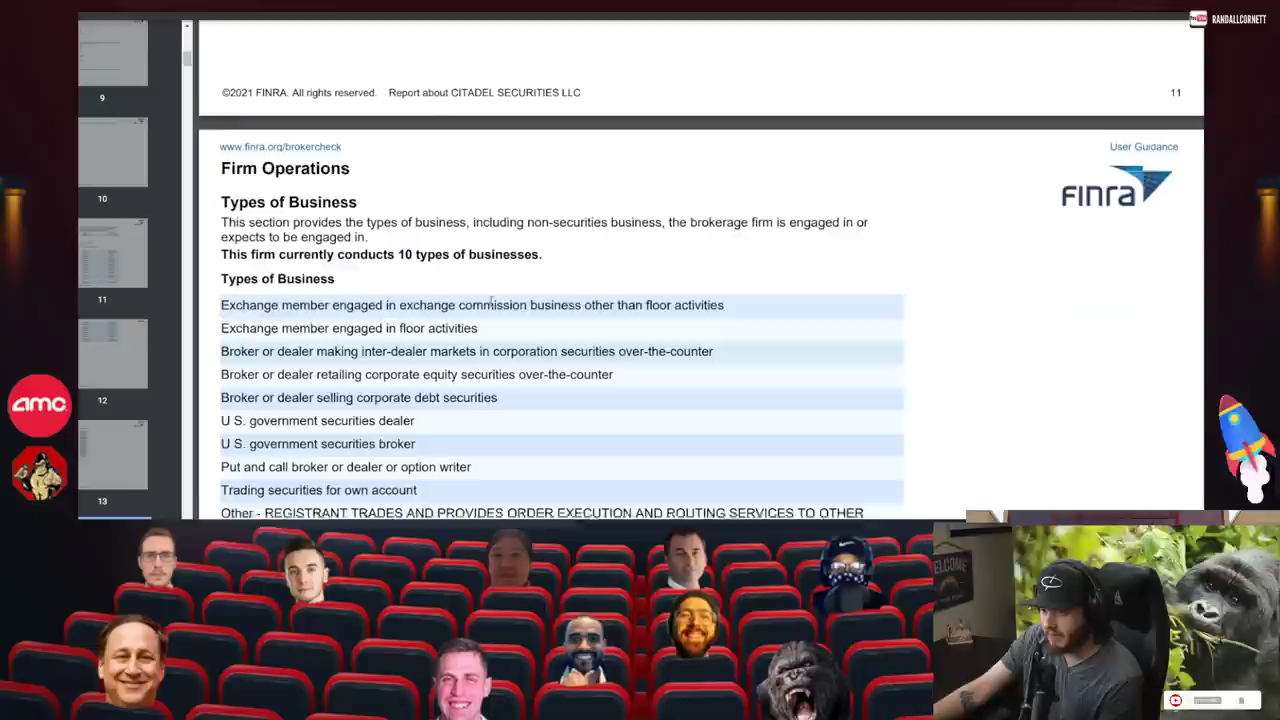 RANDALLCORNETT
9
©2021 FINRA. All rights reserved. Report about CITADEL SECURITIES LLC
11
www.finra.org/brokercheck
User Guidance
Firm Operations
finra
10
Types of Business
This section provides the types of business, including non-securities business, the brokerage firm is engaged in or
expects to be engaged in.
This firm currently conducts 10 types of businesses.
Types of Business
11
Exchange member engaged in exchange commission business other than floor activities
Exchange member engaged in floor activities
Broker or dealer making inter-dealer markets in corporation securities over-the-counter
Broker or dealer retailing corporate equity securities over-the-counter
Broker or dealer selling corporate debt securities
12
amc
U S. government securities dealer
U S. government securities broker
Put and call broker or dealer or option writer
Trading securities for own account
13
Other - REGISTRANT TRADES AND PROVIDES ORDER EXECUTION AND ROUTING SERVICES TO OTHER
WELCOME